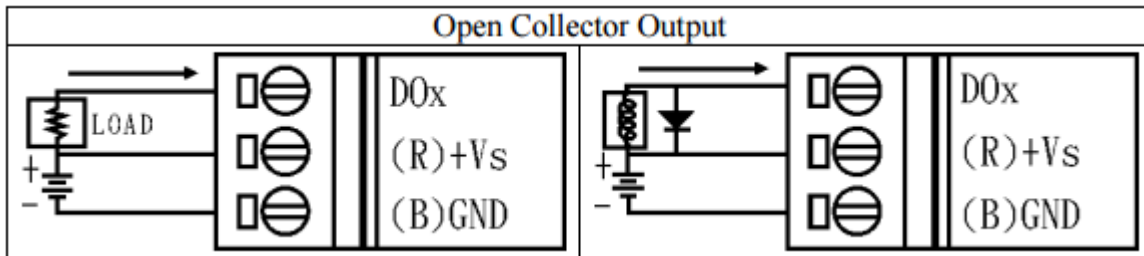 Open Collector Output
DOx
LOAD
(R)+Vs
+
-
(B)GND
DOx
(R)+Vs
+
-
(B)GND